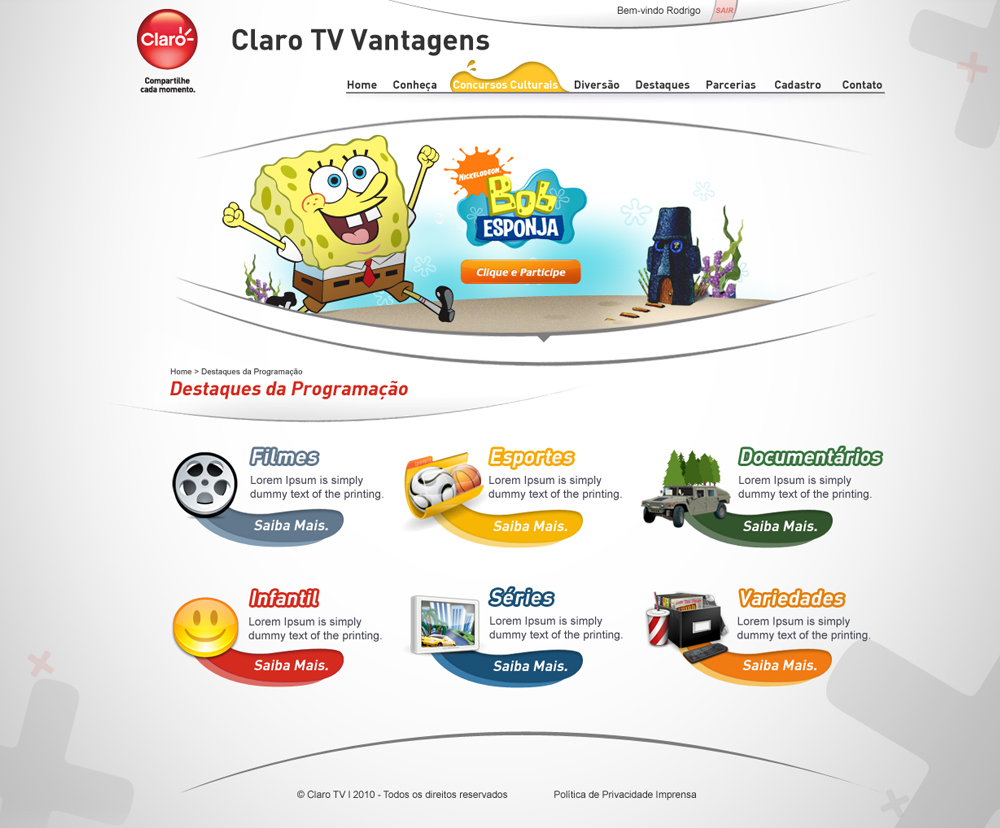 Bem-vindo Rodrigo
SAIR
Claro
Compartilhe
cada momento.
Claro TV Vantagens
Home
Conheça
Concursos Culturais
Diversão
Destaques
Parcerias
Cadastro
Contato
NICKELODEON
Bob
ESPONJA
Clique e Participe
Home > Destaques da Programação
Destaques da Programação
Filmes
Lorem Ipsum is simply
dummy text of the printing.
Saiba Mais.
Esportes
Lorem Ipsum is simply
dummy text of the printing.
Saiba Mais.
Documentários
Lorem Ipsum is simply
dummy text of the printing.
Saiba Mais.
Infantil
Lorem Ipsum is simply
dummy text of the printing.
Saiba Mais.
Séries
Lorem Ipsum is simply
dummy text of the printing.
Saiba Mais.
Variedades
Lorem Ipsum is simply
dummy text of the printing.
Saiba Mais.
© Claro TV I 2010 - Todos os direitos reservados
Política de Privacidade Imprensa